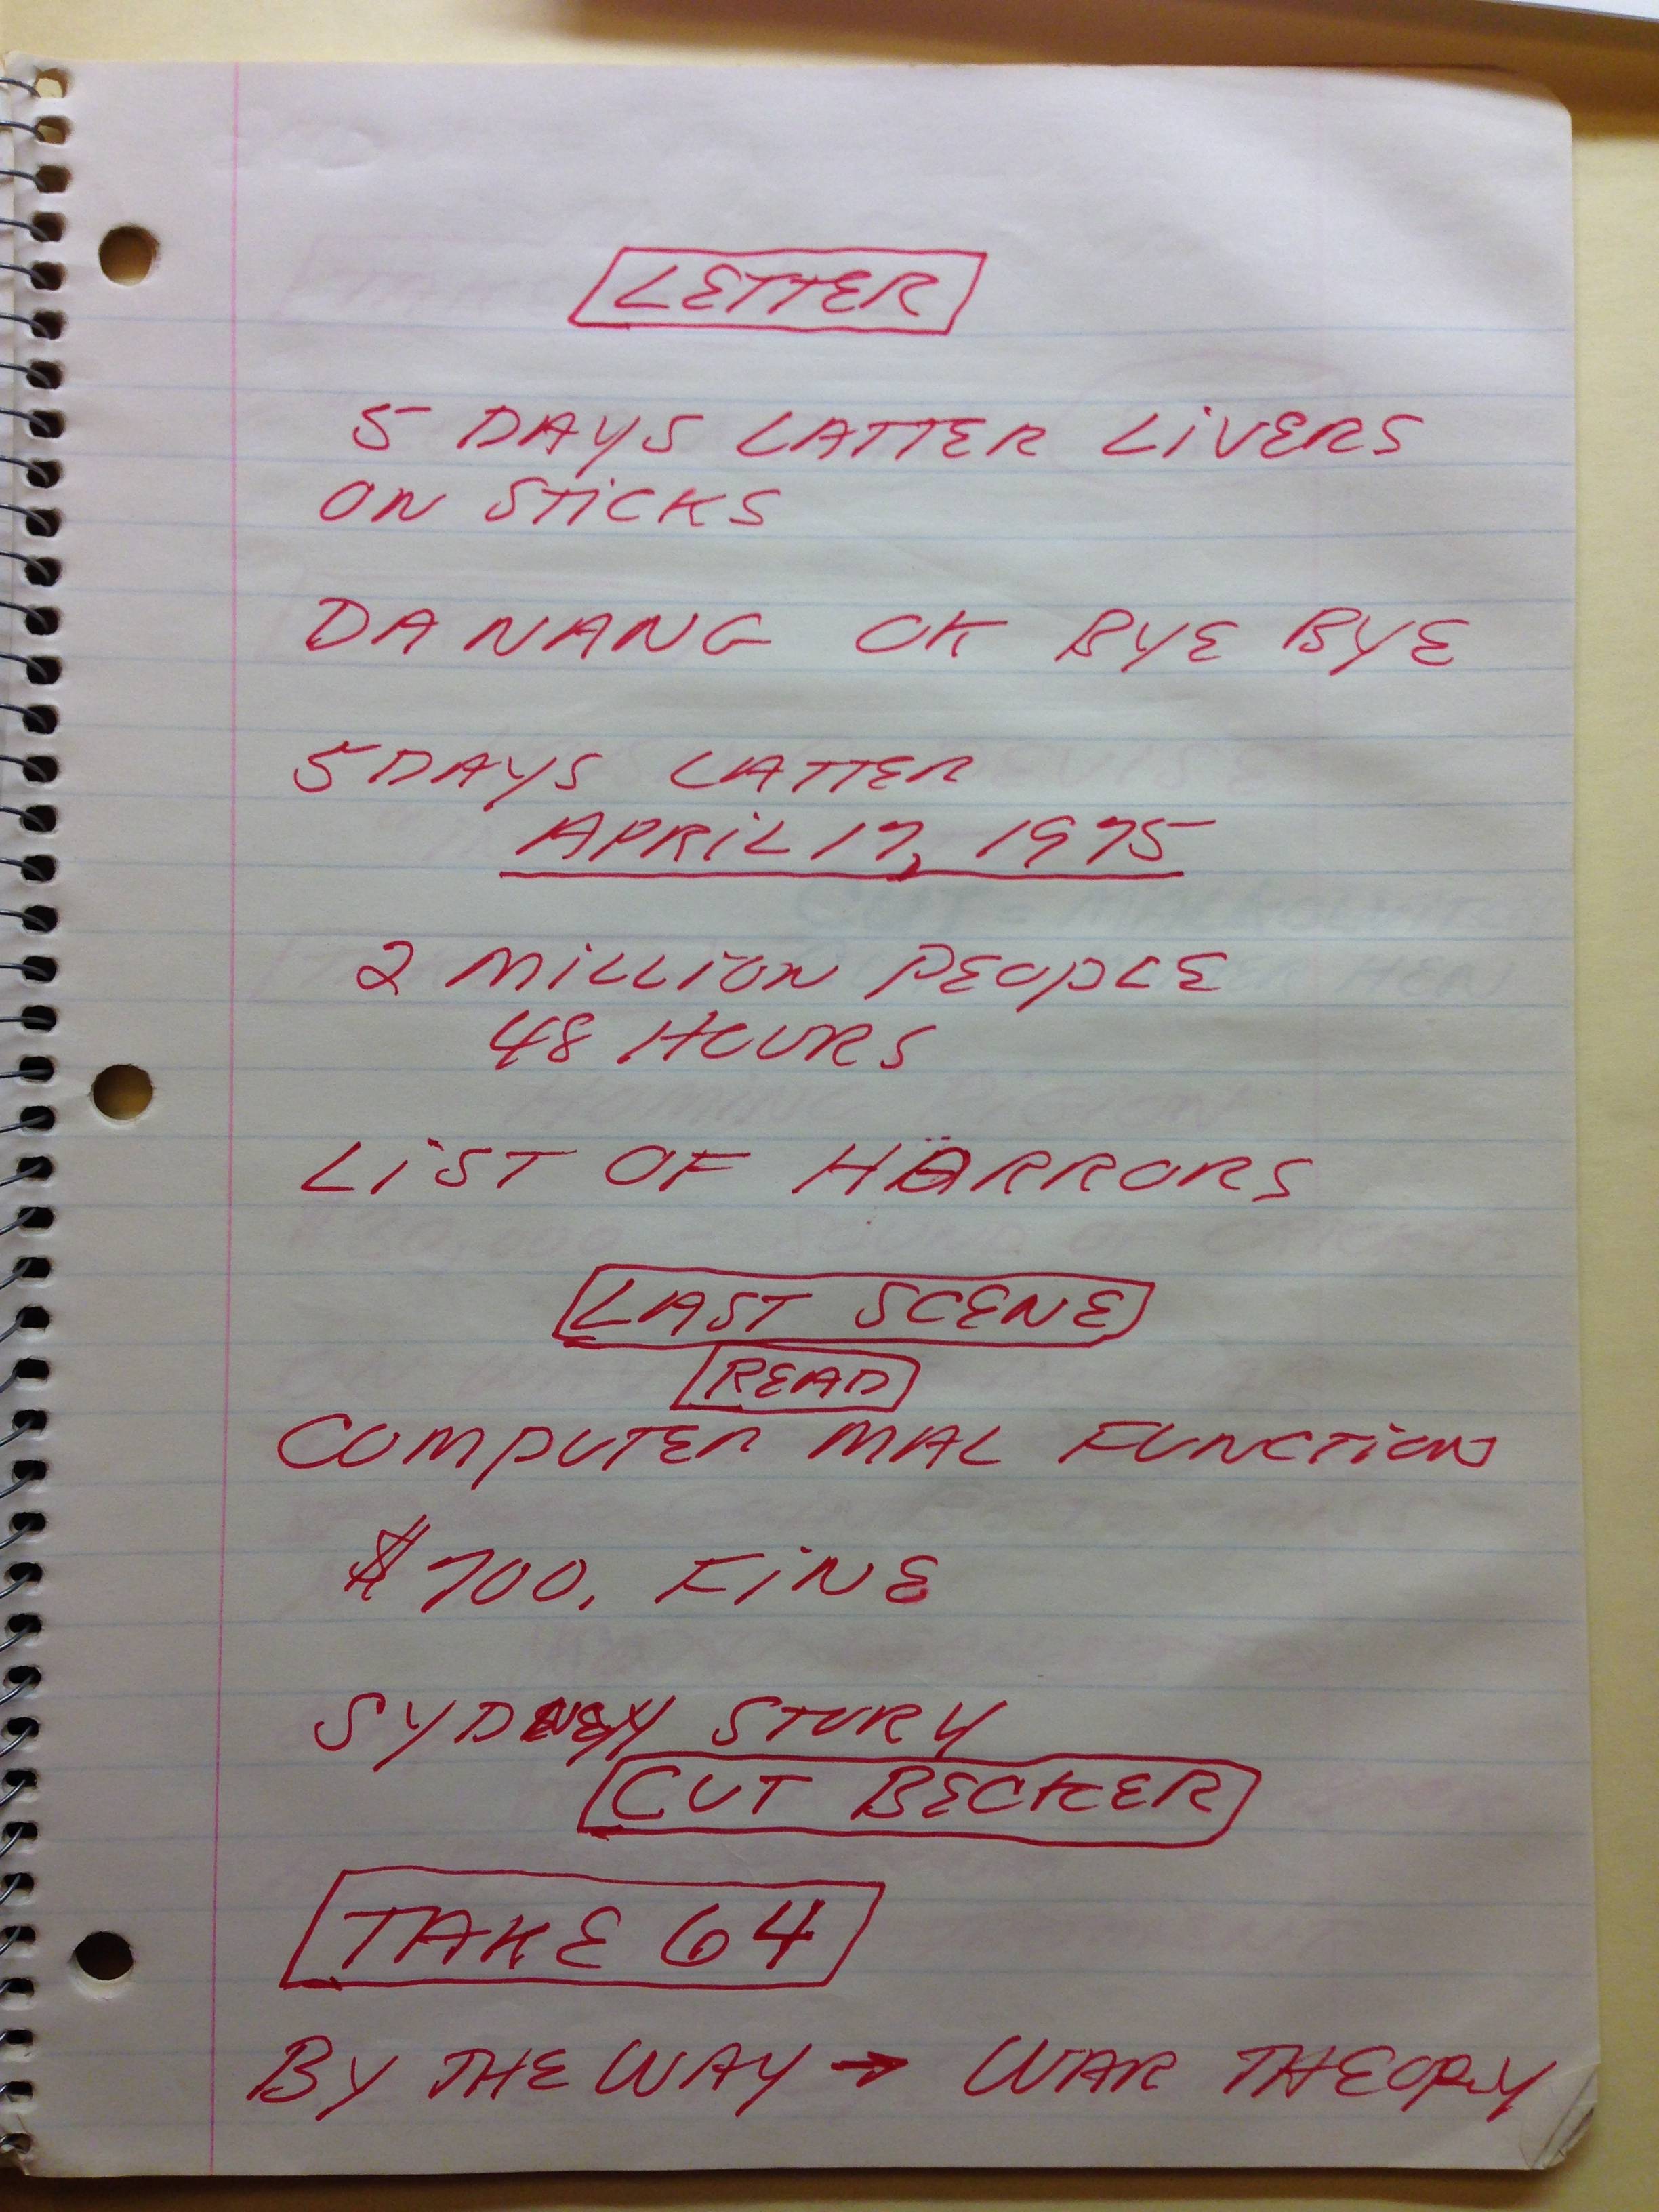 LETTER
5 DAYS LATTER LiVERS
ON STiCKS
DA NANG OK BYE BYE
5 DAYS LATTER
APRiL 17, 1975
2 MiLLiON PEOPLE
48 HOURS
LiST OF HORRORS
LAST SCENE
READ
COMPUTER MAL FUNCTiON
$700. FiNE
SYDNEY STORY
CUT BECKER
TAKE 64
BY THE WAY → WAR THEORY